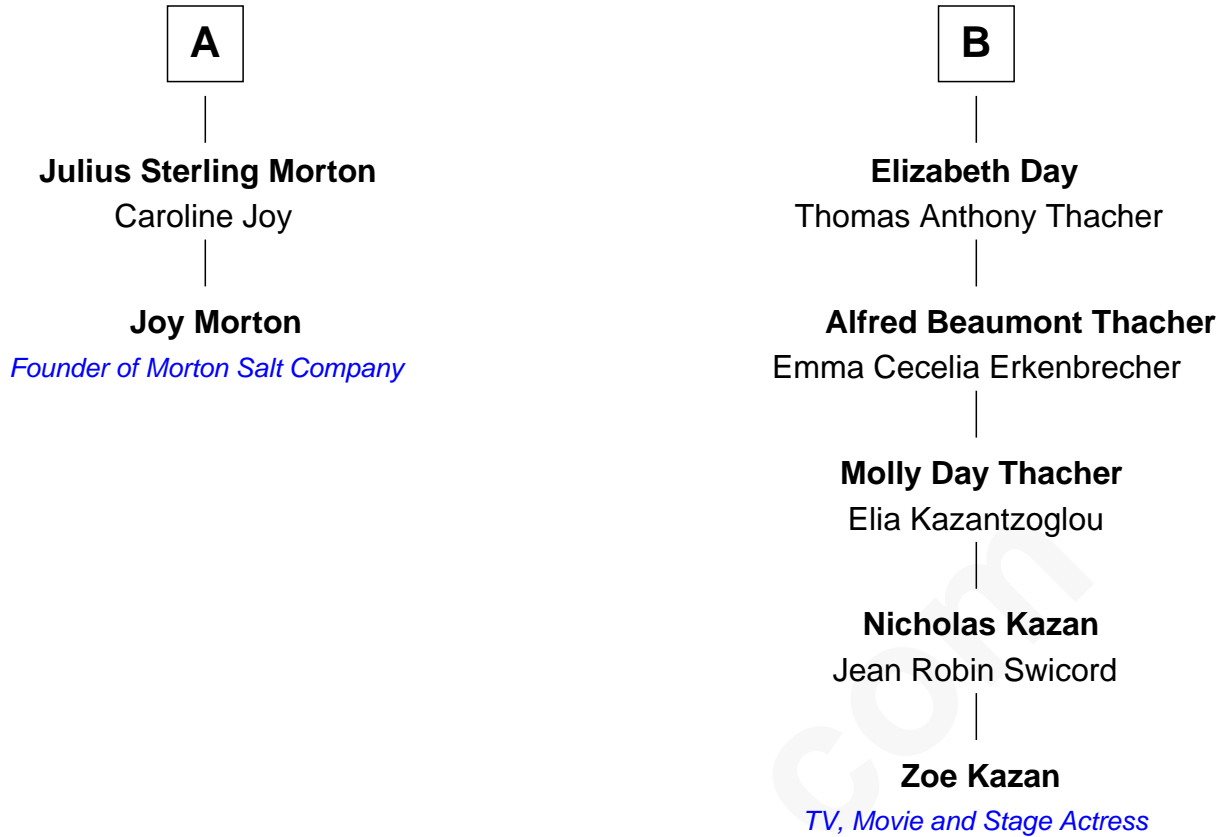 A
Julius Sterling Morton
Caroline Joy
Joy Morton
Founder of Morton Salt Company
B
Elizabeth Day
Thomas Anthony Thacher
Alfred Beaumont Thacher
Emma Cecelia Erkenbrecher
Molly Day Thacher
Elia Kazantzoglou
Nicholas Kazan
Jean Robin Swicord
Zoe Kazan
TV, Movie and Stage Actress
com